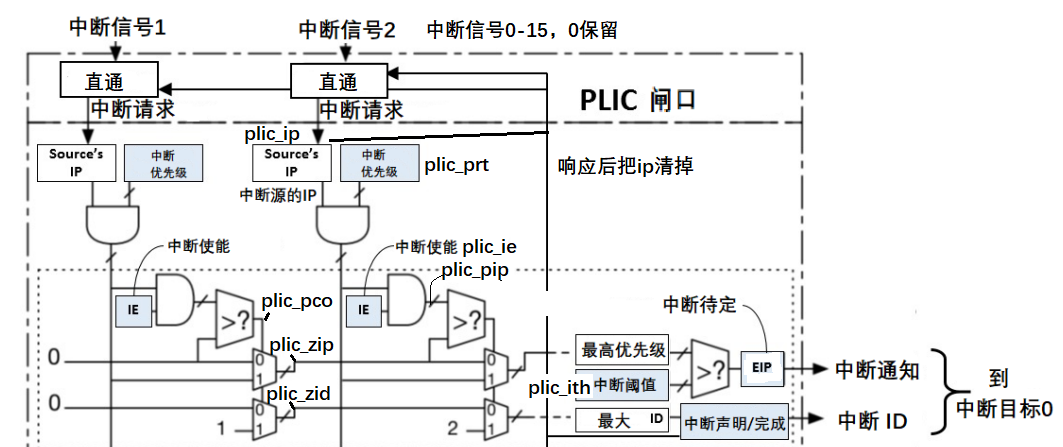 中断信号1
中断信号2
中断信号0-15，0保留
直通
直通
中断请求
中断请求
PLIC 闸口
plic_ip
Source's
IP
中断
优先级
Source's
IP
中断
优先级
plic_prt
响应后把ip清掉
中断源的IP
中断使能
中断使能 plic_ie
plic_pip
IE
IE
>?
>?
plic_pco
中断待定
0
0
1
plic_zip
0
1
最高优先级
>?
EIP
中断通知
到
中断目标0
plic_ith
中断阈值
0
plic_zid
0
1
1
2
0
1
最大 ID
中断声明/完成
中断 ID